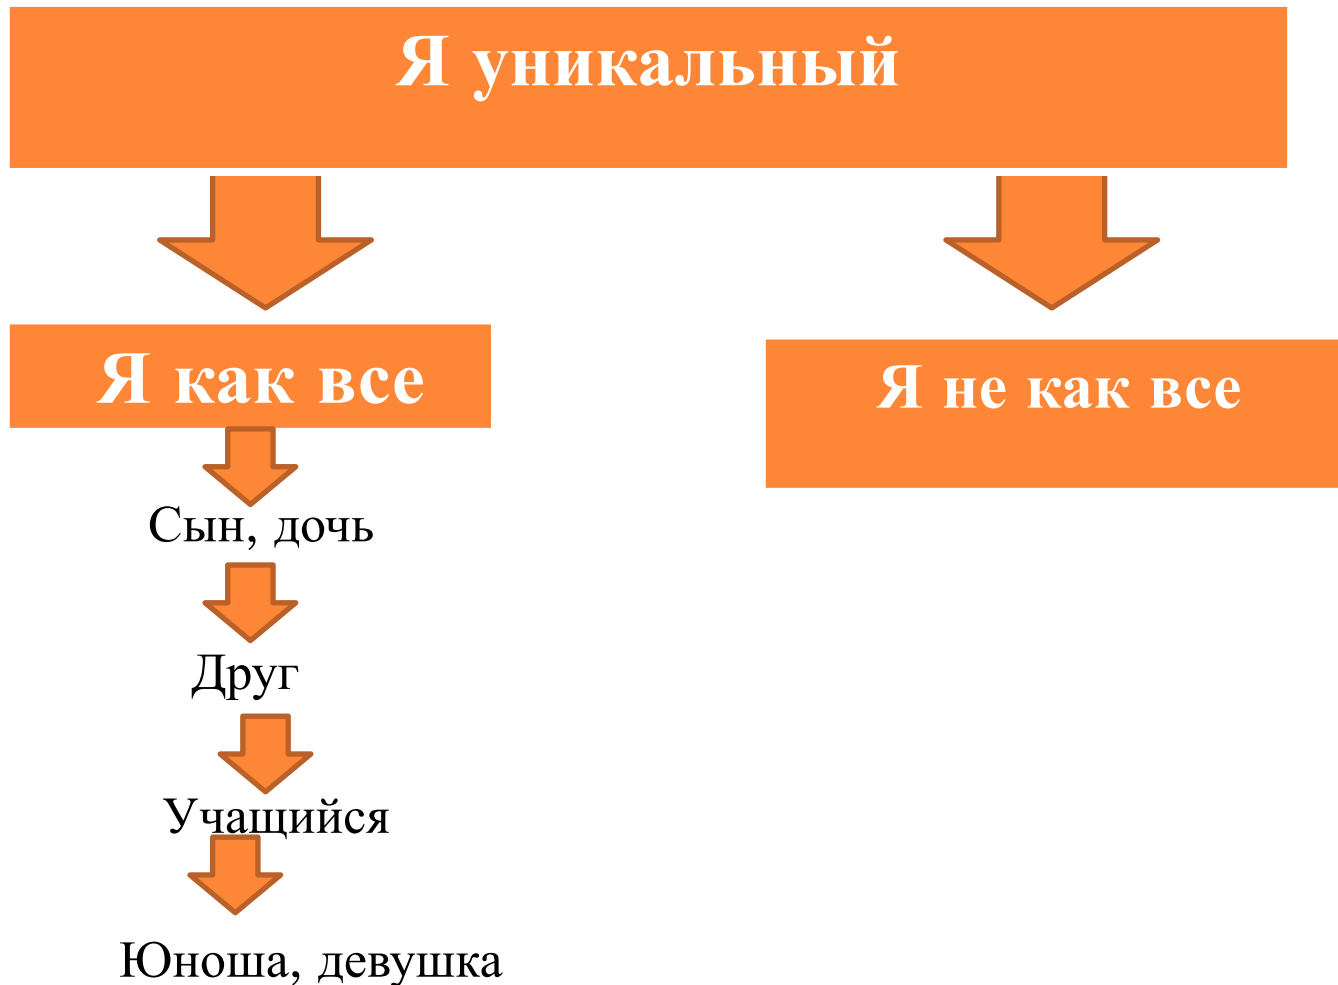 Я уникальный
Я как все
Я не как все
Сын, дочь
Друг
Учащийся
Юноша, девушка